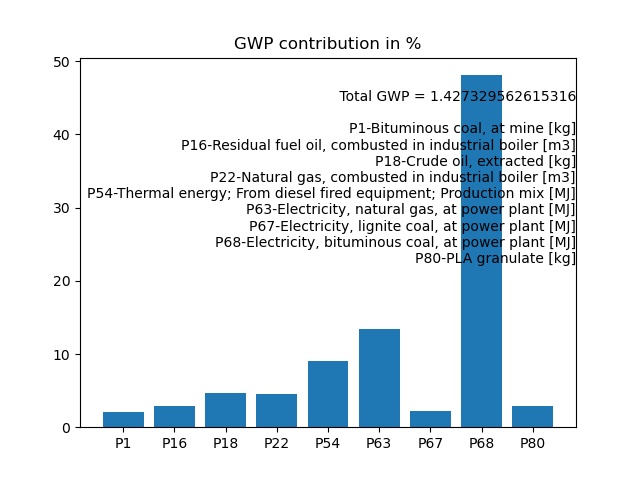 GWP contribution in %
50
Total GWP = 1.427329562615316
P1-Bituminous coal, at mine [kg]
40
P16-Residual fuel oil, combusted in industrial boiler [m3]
P18-Crude oil, extracted [kg]
P22-Natural gas, combusted in industrial boiler [m3]
P54-Thermal energy; From diesel fired equipment; Production mix [MJ]
30
P63-Electricity, natural gas, at power plant [MJ]
P67-Electricity, lignite coal, at power plant [MJ]
P68-Electricity, bituminous coal, at power plant [MJ]
P80-PLA granulate [kg]
20
10
0
P1 P16 P18 P22 P54 P63 P67 P68 P80